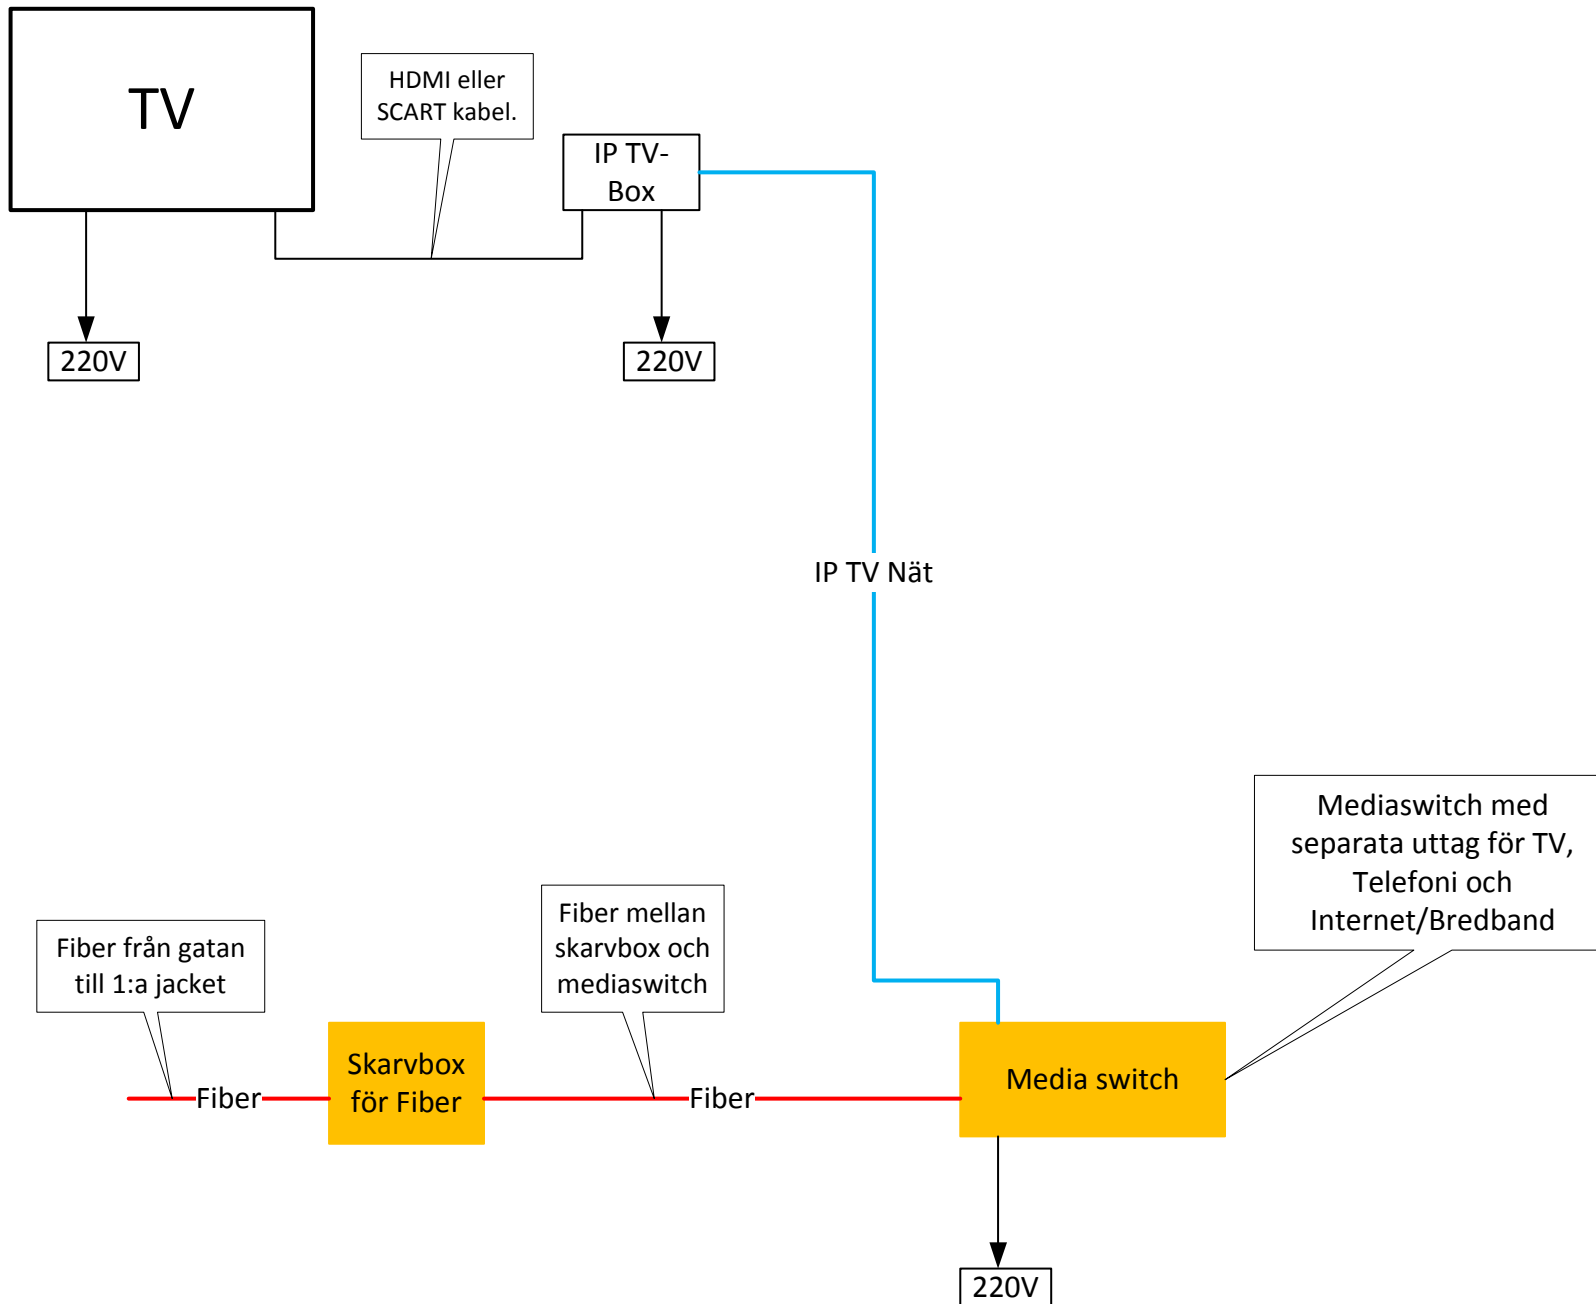 TV
HDMI eller
SCART kabel.
IP TV-
Box
220V
220V
IP TV Nät
Mediaswitch med
separata uttag för TV,
Telefoni och
Internet/Bredband
Fiber från gatan
till 1:a jacket
Fiber mellan
skarvbox och
mediaswitch
Fiber
Skarvbox
för Fiber
Fiber
Media switch
220V